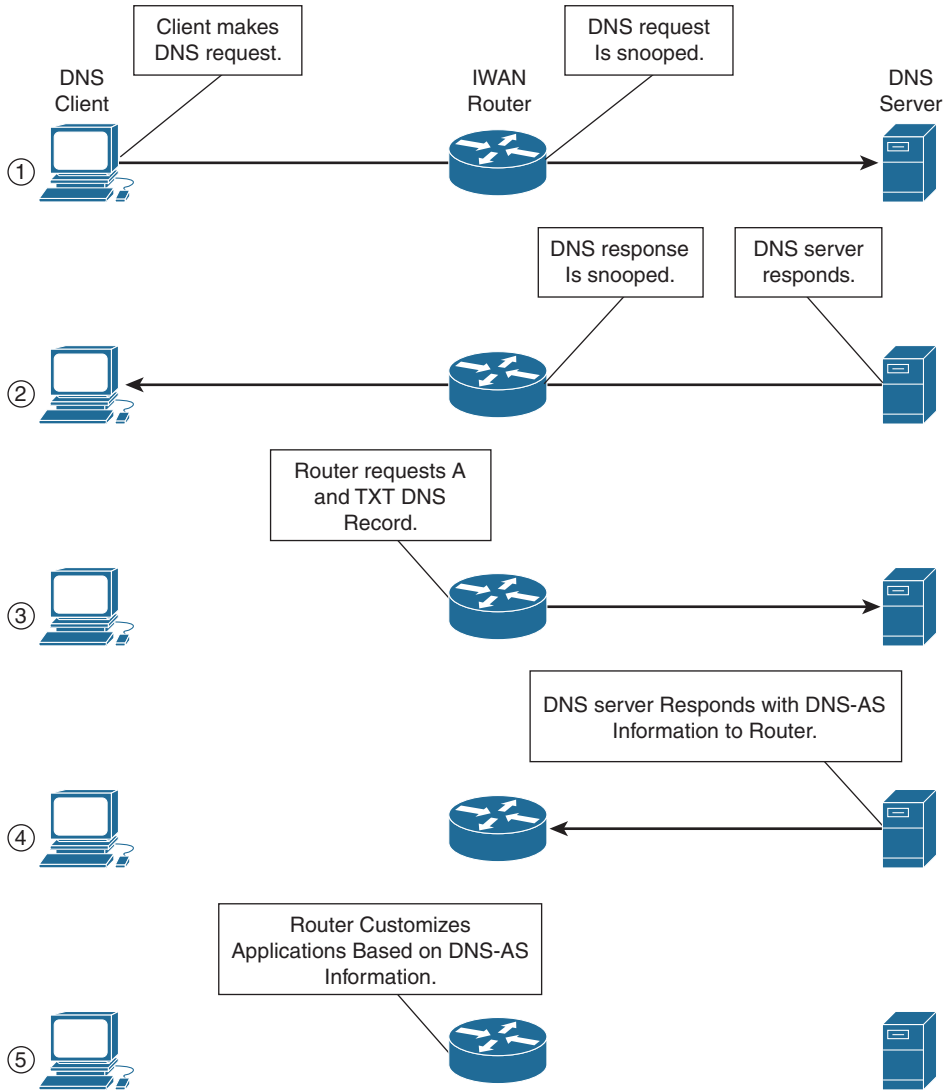 Client makes
DNS request.
DNS request
Is snooped.
DNS
Client
IWAN
Router
DNS
Server
1
DNS response
Is snooped.
DNS server
responds.
2
Router requests A
and TXT DNS
Record.
3
DNS server Responds with DNS-AS
Information to Router.
4
Router Customizes
Applications Based on DNS-AS
Information.
5